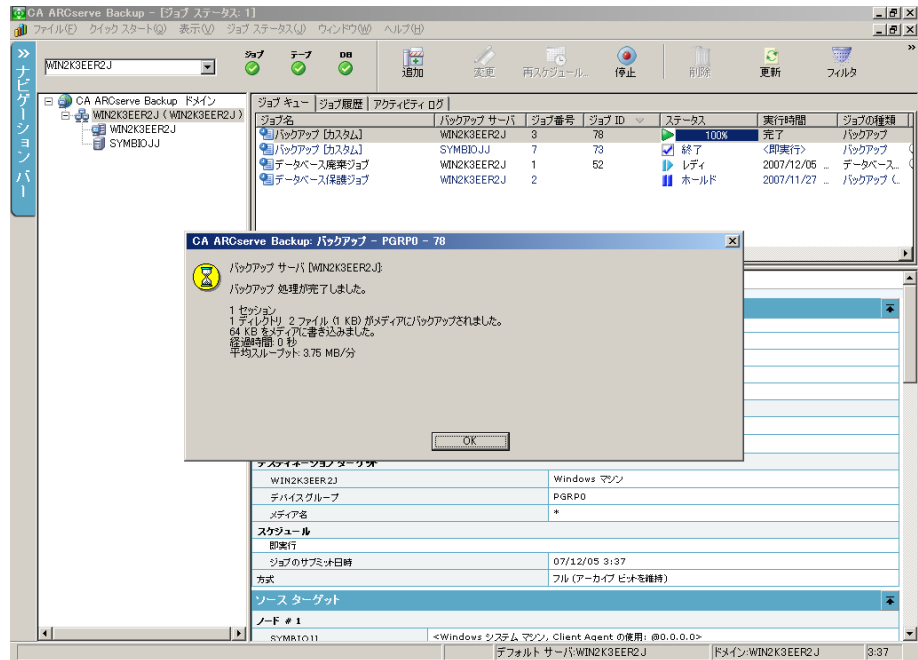 CA ARCserve Backup - [ジョブ ステータス: 1]
ファイル(F) クイック スタート(Q) 表示(V) ジョブ ステータス(J) ウィンドウ(W) ヘルプ(H)
ナビゲーション バー
WIN2K3EER2J
ジョブ テープ DB
追加 変更 再スケジュール... 停止 削除 更新 フィルタ
CA ARCserve Backup ドメイン
WIN2K3EER2J (WIN2K3EER2J)
WIN2K3EER2J
SYMBIOJJ
ジョブ キュー ジョブ履歴 アクティビティ ログ
ジョブ名 バックアップ サーバ ジョブ番号 ジョブ ID ステータス 実行時間 ジョブの種類
バックアップ [カスタム] WIN2K3EER2J 3 78 100% 完了 バックアップ
バックアップ [カスタム] SYMBIOJJ 7 73 終了 <即実行> バックアップ
データベース廃棄ジョブ WIN2K3EER2J 1 52 レディ 2007/12/05 ... データベース...
データベース保護ジョブ WIN2K3EER2J 2 ホールド 2007/11/27 ... バックアップ (...
CA ARCserve Backup: バックアップ - PGRP0 - 78
バックアップ サーバ [WIN2K3EER2J]:
バックアップ 処理が完了しました。
1 セッション
1 ディレクトリ 2 ファイル (1 KB) がメディアにバックアップされました。
64 KB をメディアに書き込みました。
経過時間: 0 秒
平均スループット: 3.75 MB/分
OK
デスティネーション ターゲット
WIN2K3EER2J Windows マシン
デバイスグループ PGRP0
メディア名 *
スケジュール
即実行
ジョブのサブミット日時 07/12/05 3:37
方式 フル (アーカイブ ビットを維持)
ソース ターゲット
ノード # 1
SYMBIOJJ <Windows システム マシン, Client Agent の使用: @0.0.0.0>
デフォルト サーバ:WIN2K3EER2J ドメイン:WIN2K3EER2J 3:37